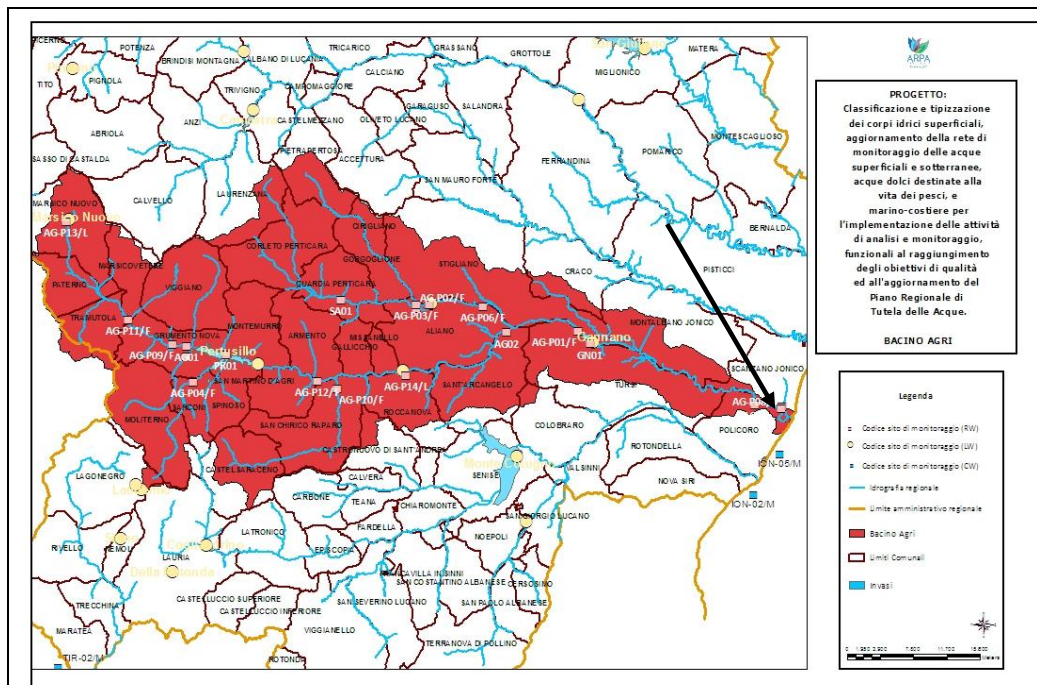 PICERNO
POTENZA
TRICARICO
GRASSANO
GROTTOLE
MATERA
BRINDISI MONTAGNA
ALBANO DI LUCANIA
CALCIANO
MIGLIONICO
TITO
PIGNOLA
TRIVIGNO
CAMPOMAGGIORE
GARAGUSO
SALANDRA
ABRIOLA
ANZI
CASTELMEZZANO
OLIVETO LUCANO
MONTESCAGLIOSO
PIETRAPERTOSA
ACCETTURA
FERRANDINA
POMARICO
SASSO DI CASTALDA
CALVELLO
LAURENZANA
SAN MAURO FORTE
BERNALDA
MARSICO NUOVO
Marsico Nuovo
AG-P13/L
CIRIGLIANO
CORLETO PERTICARA
GORGOGLIONE
STIGLIANO
CRACO
PISTICCI
MARSICOVETERE
PATERNO
VIGGIANO
GUARDIA PERTICARA
SA01
AG-P02/F
AG-P03/F
AG-P06/F
TRAMUTOLA
AG-P11/F
MONTEMURRO
ARMENTO
ALIANO
MONTALBANO JONICO
GRUMENTO NOVA
MISSANELLO
AG02
AG-P01/F
Gannano
GN01
AG-P09/F
AG01
Pertusillo
PR01
GALLICCHIO
SCANZANO JONICO
AG-P04/F
SAN MARTINO D'AGRI
AG-P12/F
AG-P10/F
AG-P14/L
SANT'ARCANGELO
TURSI
SARCONI
SPINOSO
ROCCANOVA
MOLITERNO
SAN CHIRICO RAPARO
COLOBRARO
POLICORO
CASTELSARACENO
CASTRONUOVO DI SANT'ANDREA
ROTONDELLA
ION-05/M
LAGONEGRO
CALVERA
SENISE
VALSINNI
NOVA SIRI
CARBONE
TEANA
CHIAROMONTE
ION-02/M
LATRONICO
FARDELLA
SAN GIORGIO LUCANO
RIVELLO
NEMOLI
LAURIA
EPISCOPIA
NOEPOLI
FRANCAVILLA IN SINNI
SAN COSTANTINO ALBANESE
CERSOSIMO
TRECCHINA
CASTELLUCCIO SUPERIORE
CASTELLUCCIO INFERIORE
SAN SEVERINO LUCANO
SAN PAOLO ALBANESE
MARATEA
VIGGIANELLO
TERRANOVA DI POLLINO
TIR-02/M
ROTONDA
ARPA
PROGETTO:
Classificazione e tipizzazione
dei corpi idrici superficiali,
aggiornamento della rete di
monitoraggio delle acque
superficiali e sotterranee,
acque dolci destinate alla
vita dei pesci, e
marino-costiere per
l'implementazione delle attività
di analisi e monitoraggio,
funzionali al raggiungimento
degli obiettivi di qualità
ed all'aggiornamento del
Piano Regionale di
Tutela delle Acque.
BACINO AGRI
Legenda
Codice sito di monitoraggio (RW)
Codice sito di monitoraggio (LW)
Codice sito di monitoraggio (CW)
Idrografia regionale
Limite amministrativo regionale
Bacino Agri
Limiti Comunali
Invasi